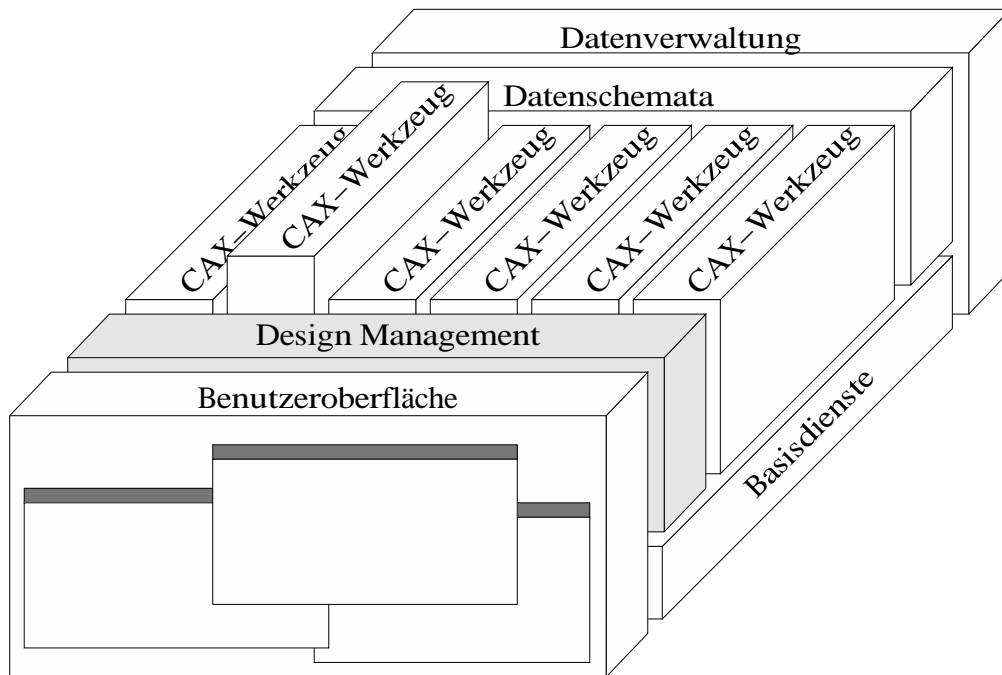 Datenverwaltung
Datenschemata
CAX-Werkzeug
CAX-Werkzeug
CAX-Werkzeug
CAX-Werkzeug
CAX-Werkzeug
CAX-Werkzeug
Design Management
Benutzeroberfläche
Basisdienste